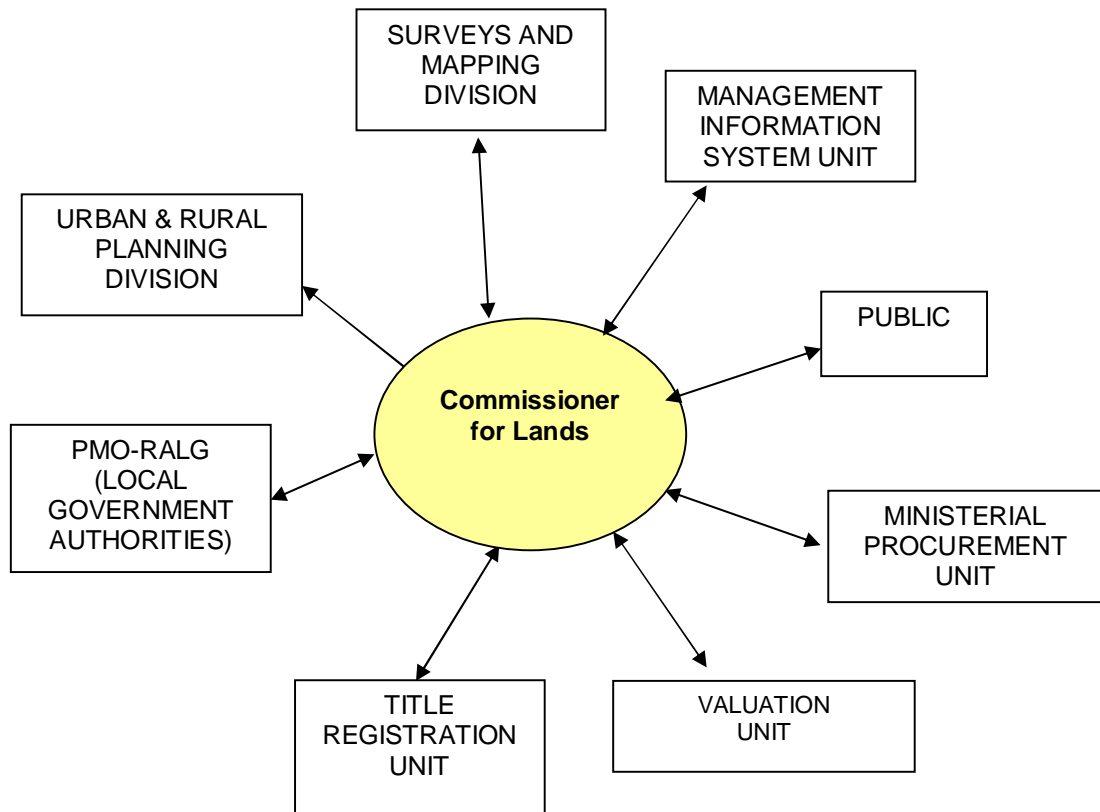 SURVEYS AND
MAPPING
DIVISION
MANAGEMENT
INFORMATION
SYSTEM UNIT
URBAN & RURAL
PLANNING
DIVISION
PUBLIC
Commissioner
for Lands
PMO-RALG
(LOCAL
GOVERNMENT
AUTHORITIES)
MINISTERIAL
PROCUREMENT
UNIT
TITLE
REGISTRATION
UNIT
VALUATION
UNIT